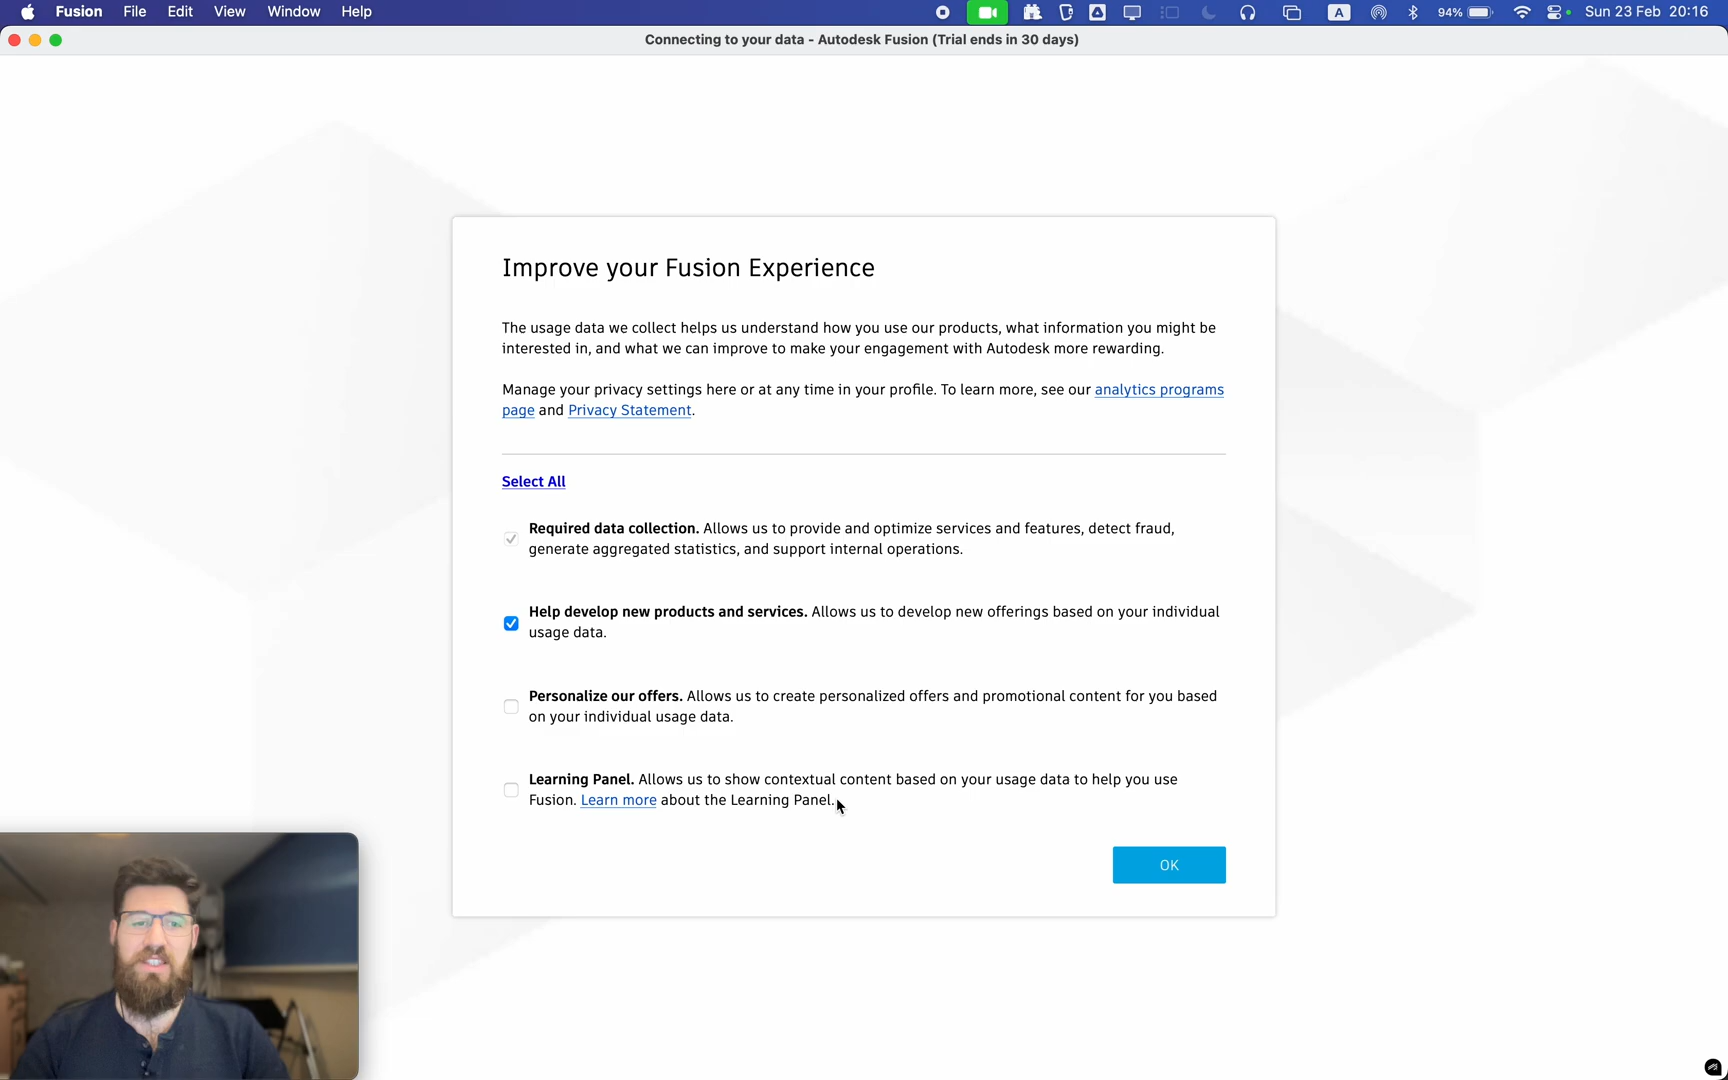 Fusion File Edit View Window Help
A 94% Sun 23 Feb 20:16
Connecting to your data - Autodesk Fusion (Trial ends in 30 days)
Improve your Fusion Experience
The usage data we collect helps us understand how you use our products, what information you might be
interested in, and what we can improve to make your engagement with Autodesk more rewarding.
Manage your privacy settings here or at any time in your profile. To learn more, see our analytics programs
page and Privacy Statement.
Select All
Required data collection. Allows us to provide and optimize services and features, detect fraud,
generate aggregated statistics, and support internal operations.
Help develop new products and services. Allows us to develop new offerings based on your individual
usage data.
Personalize our offers. Allows us to create personalized offers and promotional content for you based
on your individual usage data.
Learning Panel. Allows us to show contextual content based on your usage data to help you use
Fusion. Learn more about the Learning Panel.
OK